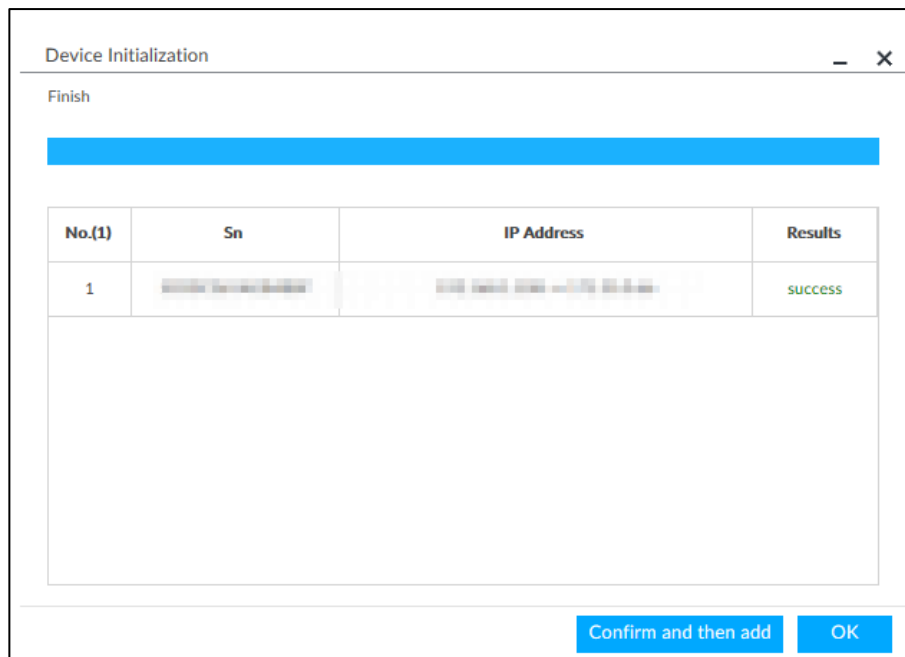 Device Initialization
Finish
No.(1) Sn IP Address Results
1 success
Confirm and then add OK